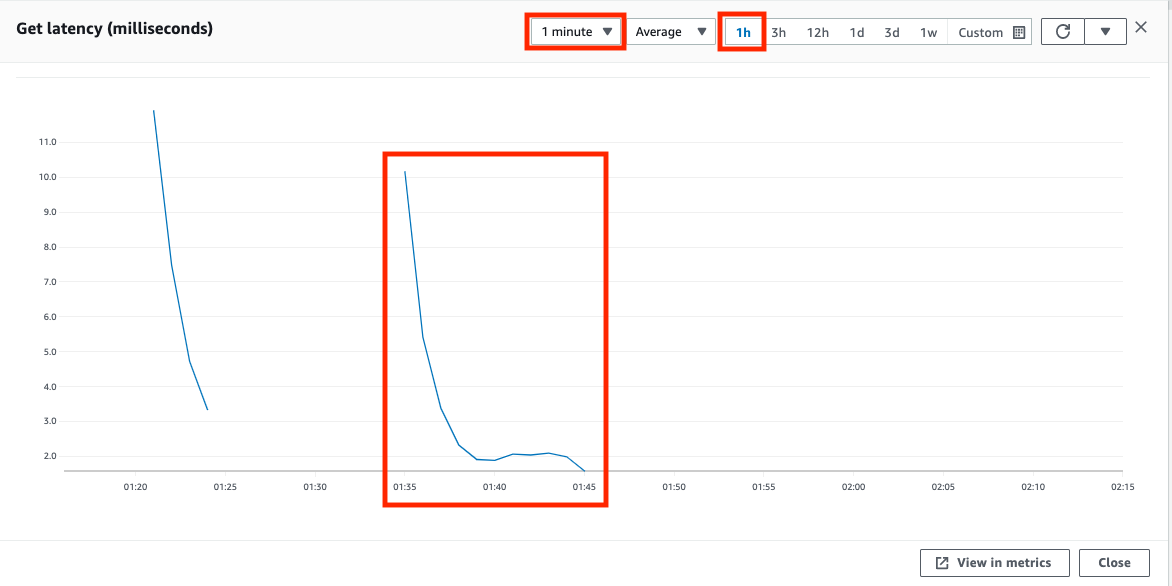 Get latency (milliseconds)
1 minute
Average
1h
3h
12h
1d
3d
1w
Custom
11.0
10.0
9.0
8.0
7.0
6.0
5.0
4.0
3.0
2.0
01:20
01:25
01:30
01:35
01:40
01:45
01:50
01:55
02:00
02:05
02:10
02:15
View in metrics
Close